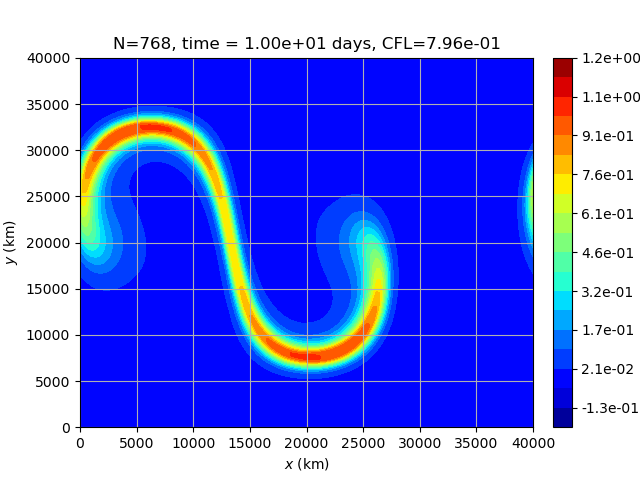 N=768, time = 1.00e+01 days, CFL=7.96e-01
40000
35000
30000
25000
20000
15000
10000
5000
0
y (km)
0 5000 10000 15000 20000 25000 30000 35000 40000
x (km)
1.2e+00
1.1e+00
9.1e-01
7.6e-01
6.1e-01
4.6e-01
3.2e-01
1.7e-01
2.1e-02
-1.3e-01